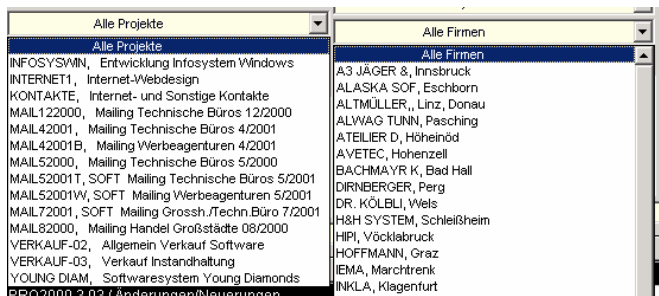 Alle Projekte
Alle Projekte
INFOSYSWIN, Entwicklung Infosystem Windows
INTERNET1, Internet-Webdesign
KONTAKTE, Internet- und Sonstige Kontakte
MAIL122000, Mailing Technische Büros 12/2000
MAIL42001, Mailing Technische Büros 4/2001
MAIL42001B, Mailing Werbeagenturen 4/2001
MAIL52000, Mailing Technische Büros 5/2000
MAIL52001T, SOFT Mailing Technische Büros 5/2001
MAIL52001W, SOFT Mailing Werbeagenturen 5/2001
MAIL72001, SOFT Mailing Grossh./Techn.Büro 7/2001
MAIL82000, Mailing Handel Großstädte 08/2000
VERKAUF-02, Allgemein Verkauf Software
VERKAUF-03, Verkauf Instandhaltung
YOUNG DIAM, Softwaresystem Young Diamonds
PRO2000 3.03 / Änderungen/Neuerungen
Alle Firmen
Alle Firmen
A3 JÄGER &, Innsbruck
ALASKA SOF, Eschborn
ALTMÜLLER,, Linz, Donau
ALWAG TUNN, Pasching
ATEILIER D, Höheinöd
AVETEC, Hohenzell
BACHMAYR K, Bad Hall
DIRNBERGER, Perg
DR. KÖLBLI, Wels
H&H SYSTEM, Schleißheim
HIPI, Vöcklabruck
HOFFMANN, Graz
IEMA, Marchtrenk
INKLA, Klagenfurt